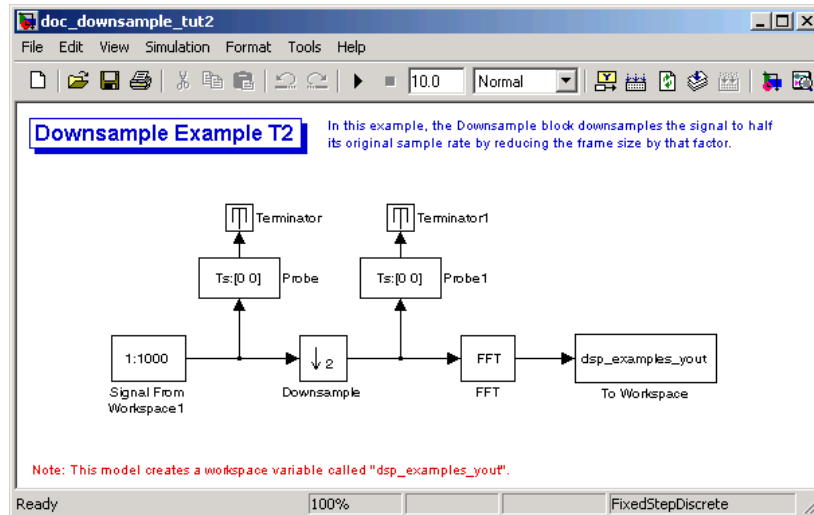 doc_downsample_tut2
File Edit View Simulation Format Tools Help
10.0 Normal
Downsample Example T2
In this example, the Downsample block downsamples the signal to half
its original sample rate by reducing the frame size by that factor.
Terminator
Terminator1
Ts:[0 0]
Probe
Ts:[0 0]
Probe1
1:1000
2
FFT
dsp_examples_yout
Signal From
Workspace1
Downsample
FFT
To Workspace
Note: This model creates a workspace variable called "dsp_examples_yout".
Ready 100% FixedStepDiscrete